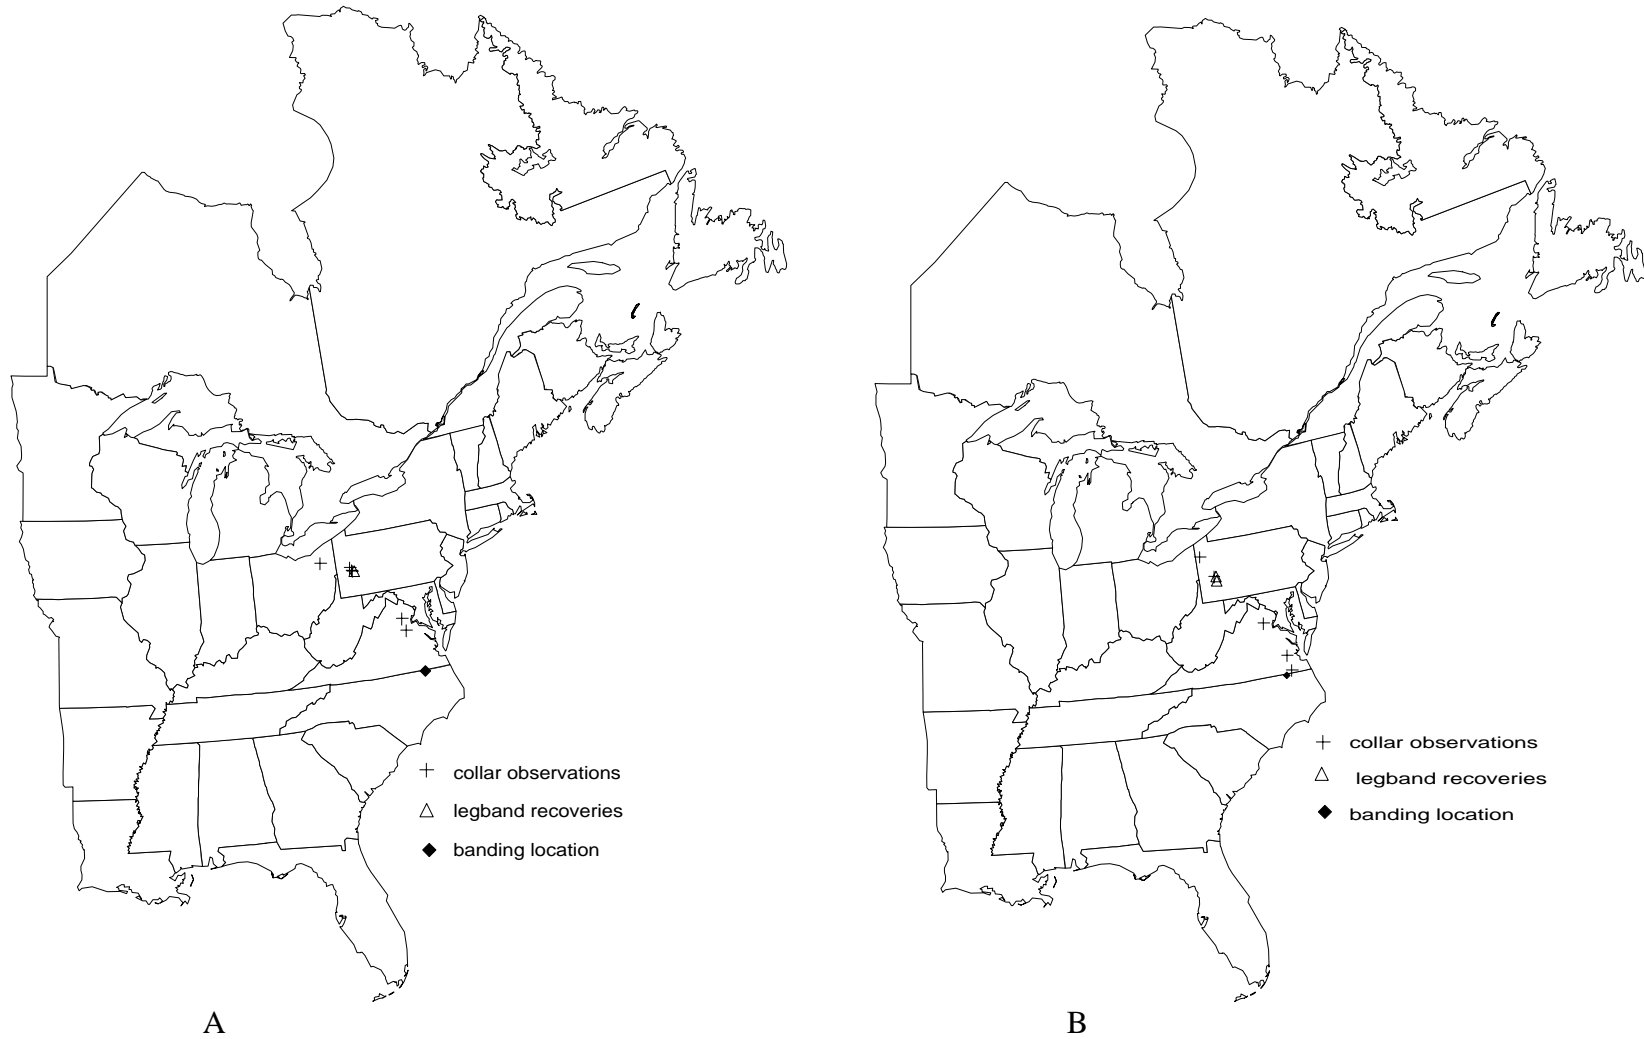 collar observations
legband recoveries
banding location
A
collar observations
legband recoveries
banding location
B